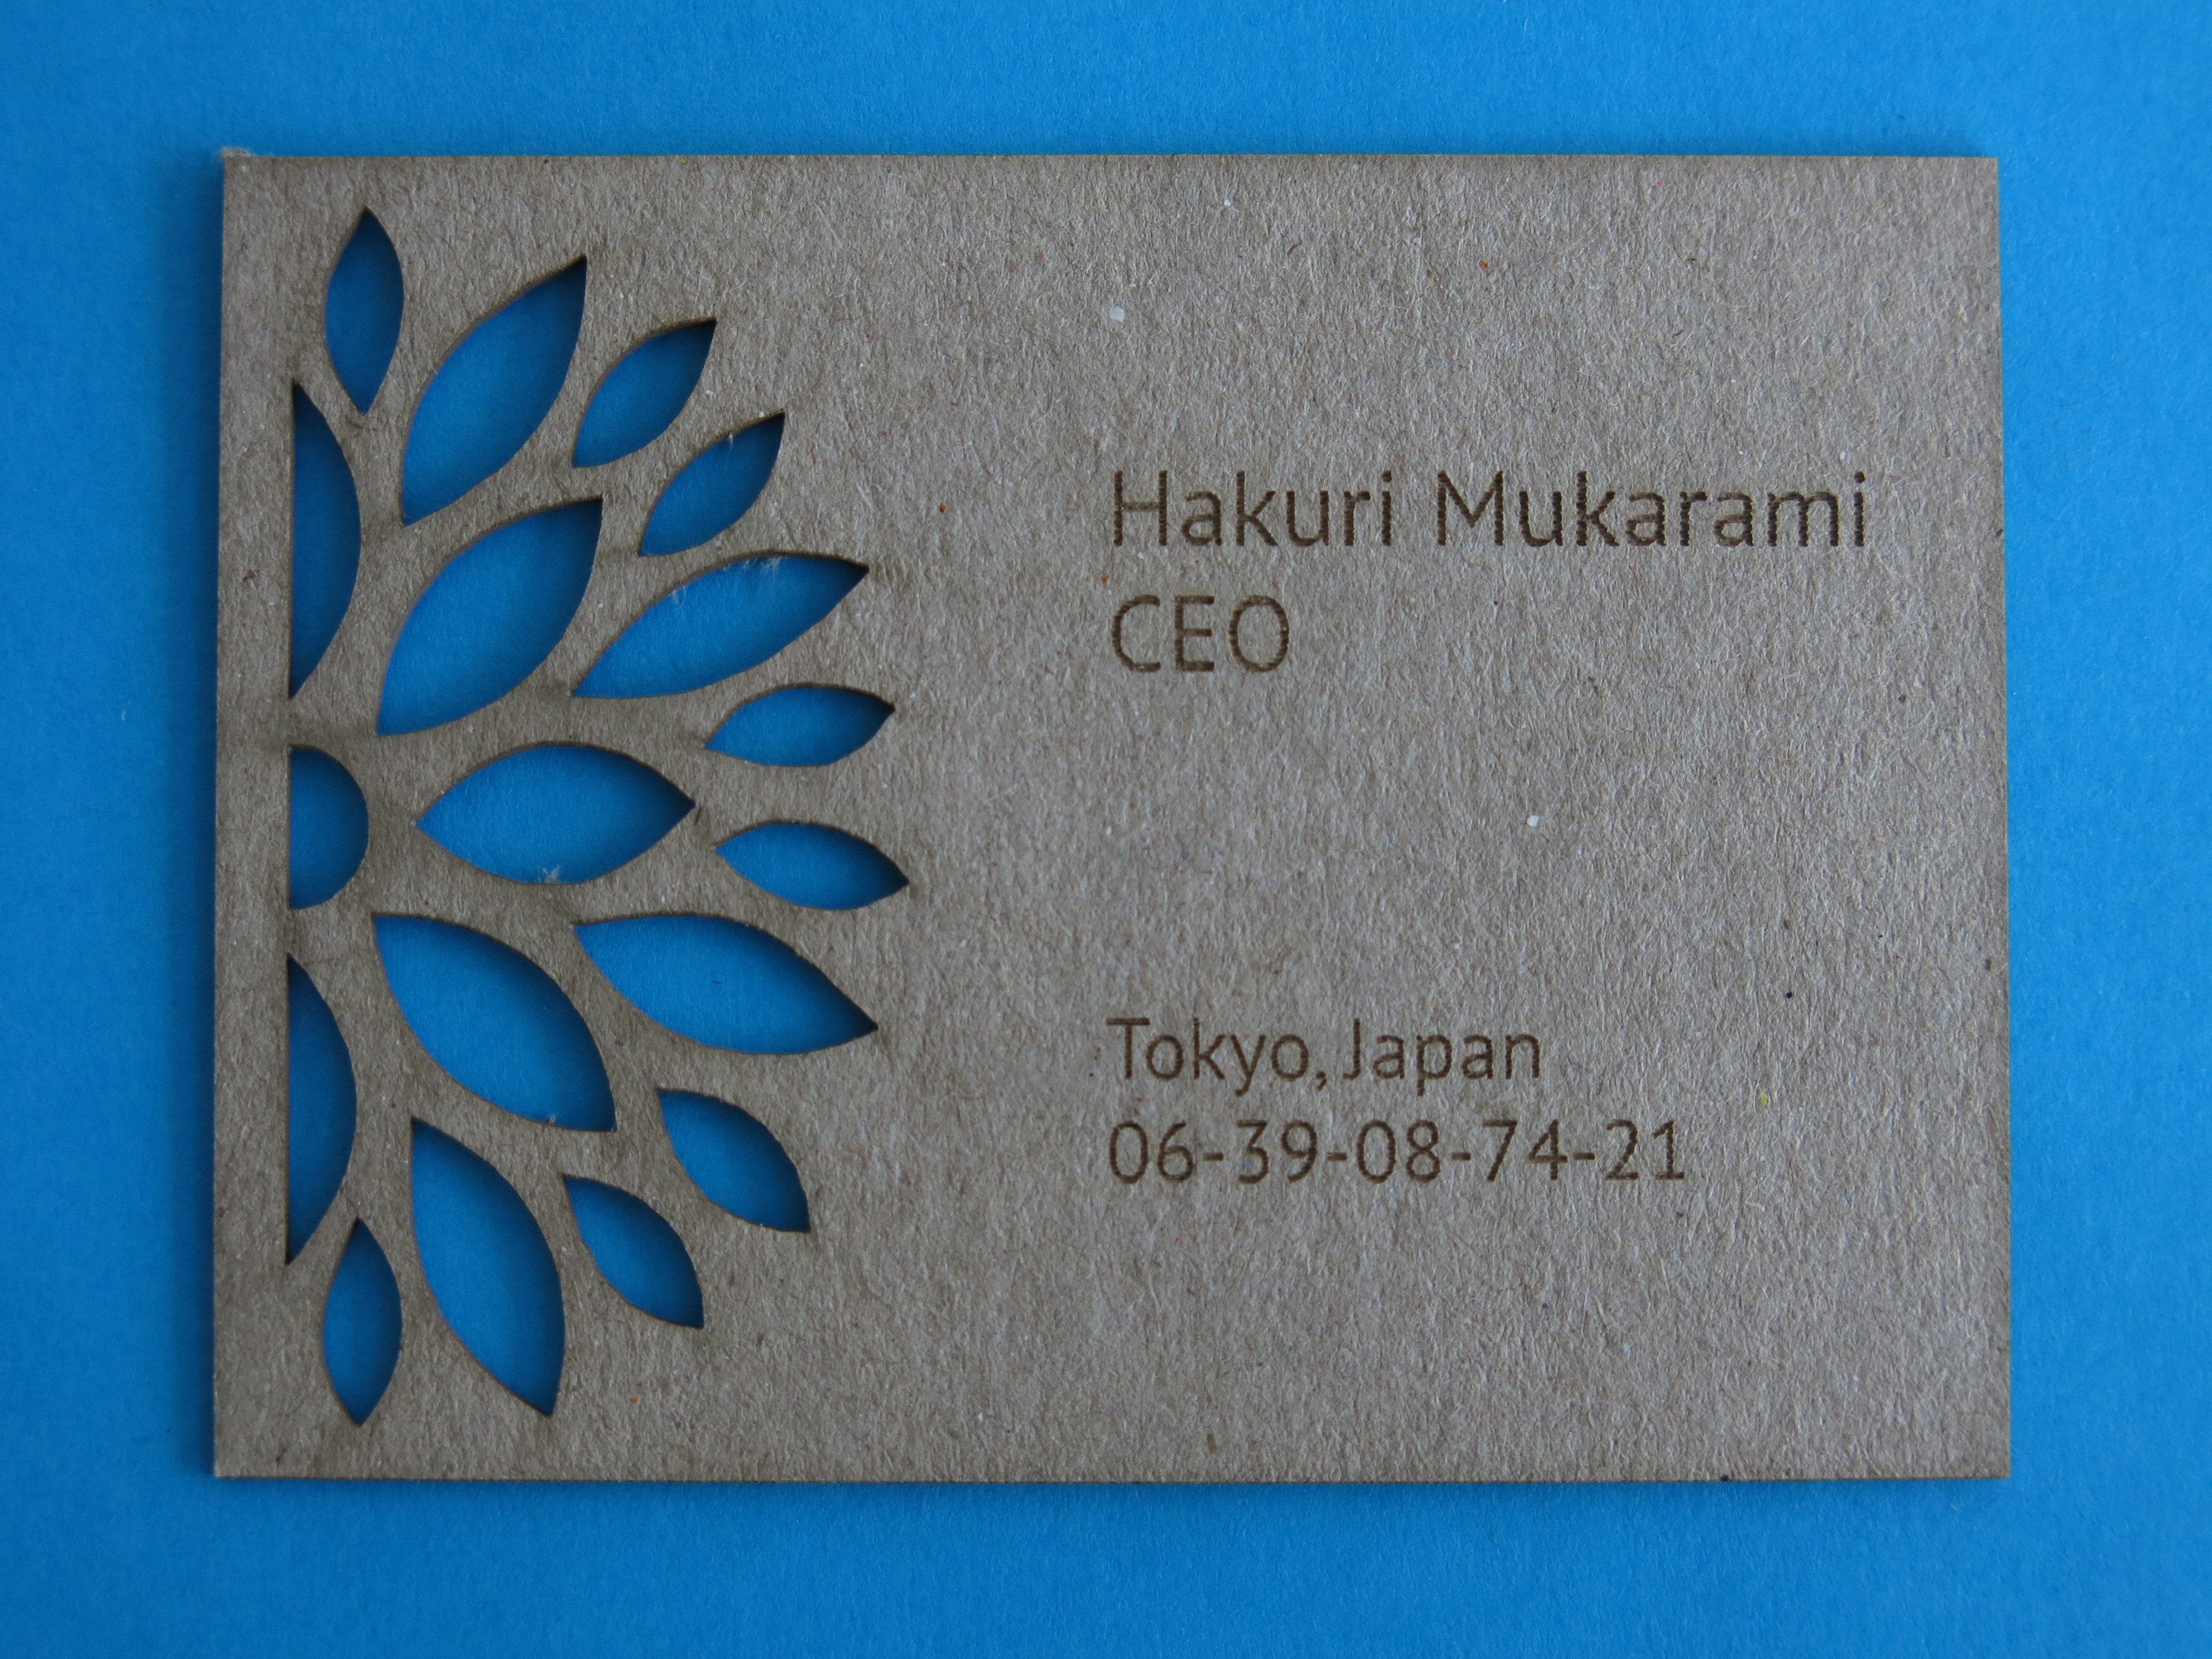 Hakuri Mukarami
CEO
Tokyo, Japan
06-39-08-74-21